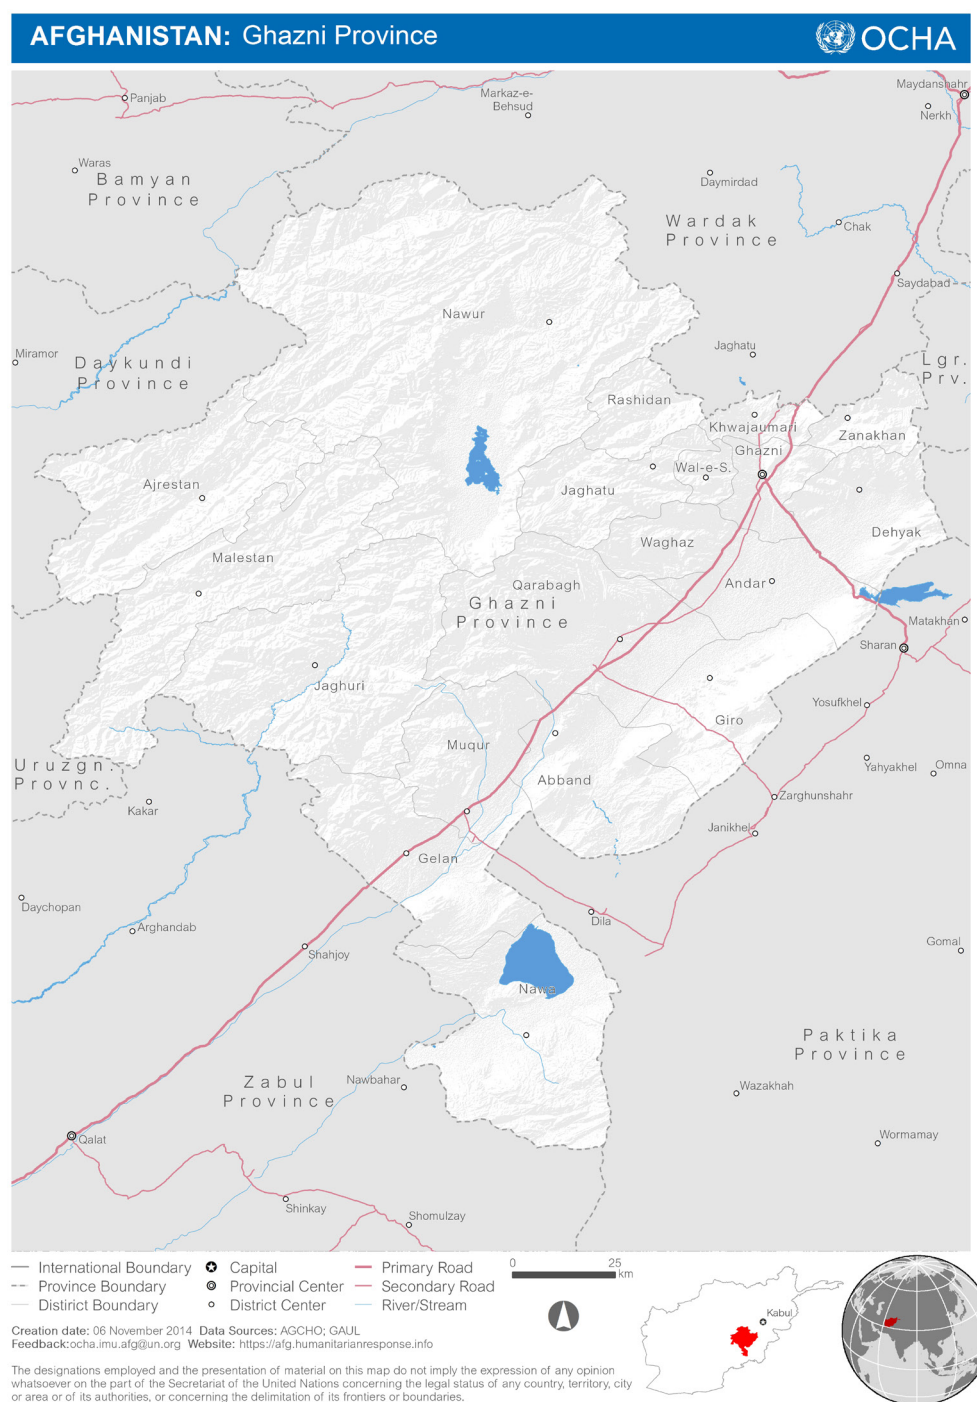 AFGHANISTAN: Ghazni Province
OCHA
Maydanshahr
Panjab
Markaz-e-
Behsud
Nerkh
Waras
Bamyan
Province
Daymirdad
Wardak
Province
Chak
Saydabad
Nawur
Miramor
Daykundi
Province
Jaghatu
Lgr.
Prv.
Rashidan
Khwajaumari
Zanakhan
Ghazni
Wal-e-S.
Ajrestan
Jaghatu
Dehyak
Waghaz
Malestan
Qarabagh
Andar
Ghazni
Province
Matakhan
Sharan
Jaghuri
Yosufkhel
Giro
Muqur
Uruzgn.
Provnc.
Abband
Yahyakhel
Omna
Kakar
Zarghunshahr
Janikhel
Gelan
Daychopan
Arghandab
Dila
Shahjoy
Gomal
Nawa
Paktika
Province
Zabul
Province
Nawbahar
Wazakhah
Qalat
Wormamay
Shinkay
Shomulzay
International Boundary
Province Boundary
District Boundary
Capital
Provincial Center
District Center
Primary Road
Secondary Road
River/Stream
0 25
km
Kabul
Creation date: 06 November 2014 Data Sources: AGCHO; GAUL
Feedback:ocha.imu.afg@un.org Website: https://afg.humanitarianresponse.info
The designations employed and the presentation of material on this map do not imply the expression of any opinion
whatsoever on the part of the Secretariat of the United Nations concerning the legal status of any country, territory, city
or area or of its authorities, or concerning the delimitation of its frontiers or boundaries.